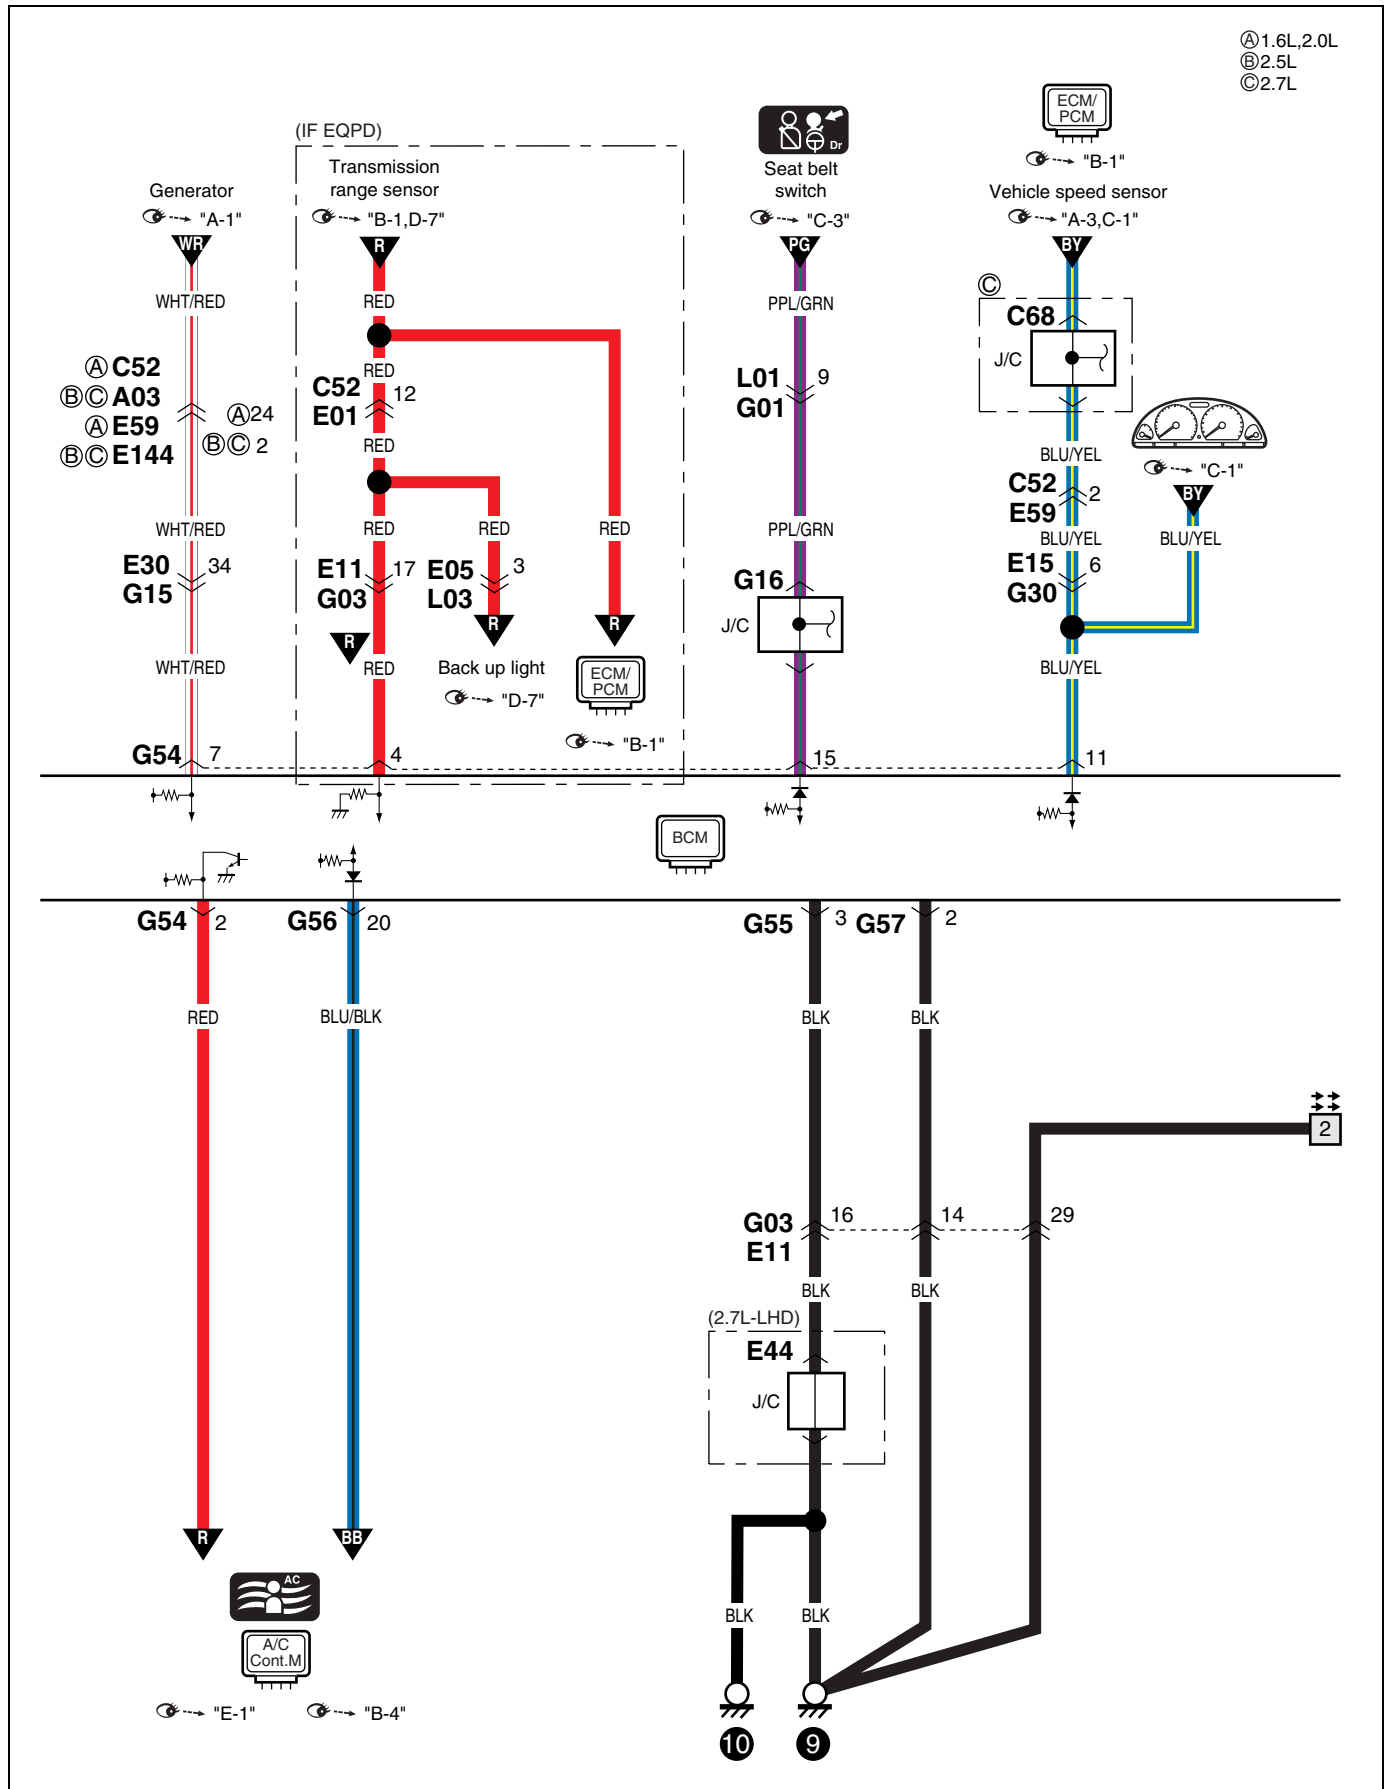 Ⓐ1.6L,2.0L
Ⓑ2.5L
Ⓒ2.7L
ECM/
PCM
"B-1"
(IF EQPD)
Transmission
range sensor
"B-1,D-7"
Generator
"A-1"
Dr
Seat belt
switch
"C-3"
Vehicle speed sensor
"A-3,C-1"
WR
R
PG
BY
WHT/RED
RED
PPL/GRN
Ⓒ
C68
J/C
Ⓐ C52
ⒷⒸ A03
Ⓐ E59
ⒷⒸ E144
Ⓐ24
ⒷⒸ 2
RED
C52
E01
12
RED
L01
G01
9
BLU/YEL
"C-1"
BY
C52
E59
2
WHT/RED
RED
RED
RED
PPL/GRN
BLU/YEL
BLU/YEL
E30
G15
34
E11
G03
17
E05
L03
3
G16
J/C
E15
G30
6
R
R
R
WHT/RED
RED
Back up light
"D-7"
ECM/
PCM
"B-1"
BLU/YEL
G54
7
4
15
11
BCM
G54
2
G56
20
G55
3
G57
2
RED
BLU/BLK
BLK
BLK
2
G03
E11
16
14
29
BLK
BLK
(2.7L-LHD)
E44
J/C
R
BB
AC
A/C
Cont.M
"E-1"
"B-4"
BLK
BLK
10
9